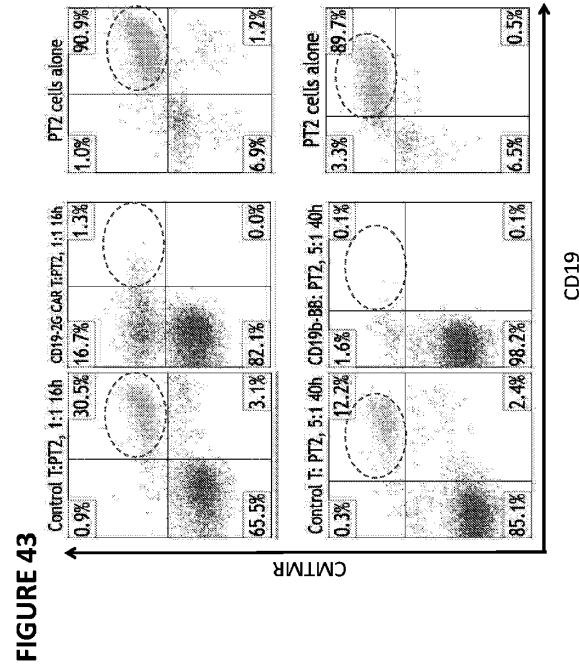 FIGURE 43
Control T:PT2, 1:1 16h
0.9%
30.5%
65.5%
3.1%
CD19-2G CAR T:PT2, 1:1 16h
16.7%
1.3%
82.1%
0.0%
PT2 cells alone
1.0%
90.9%
6.9%
1.2%
Control T: PT2, 5:1 40h
0.3%
12.2%
85.1%
2.4%
CD19b-BB: PT2, 5:1 40h
1.6%
0.1%
98.2%
0.1%
PT2 cells alone
3.3%
89.7%
6.5%
0.5%
CMTMR
CD19